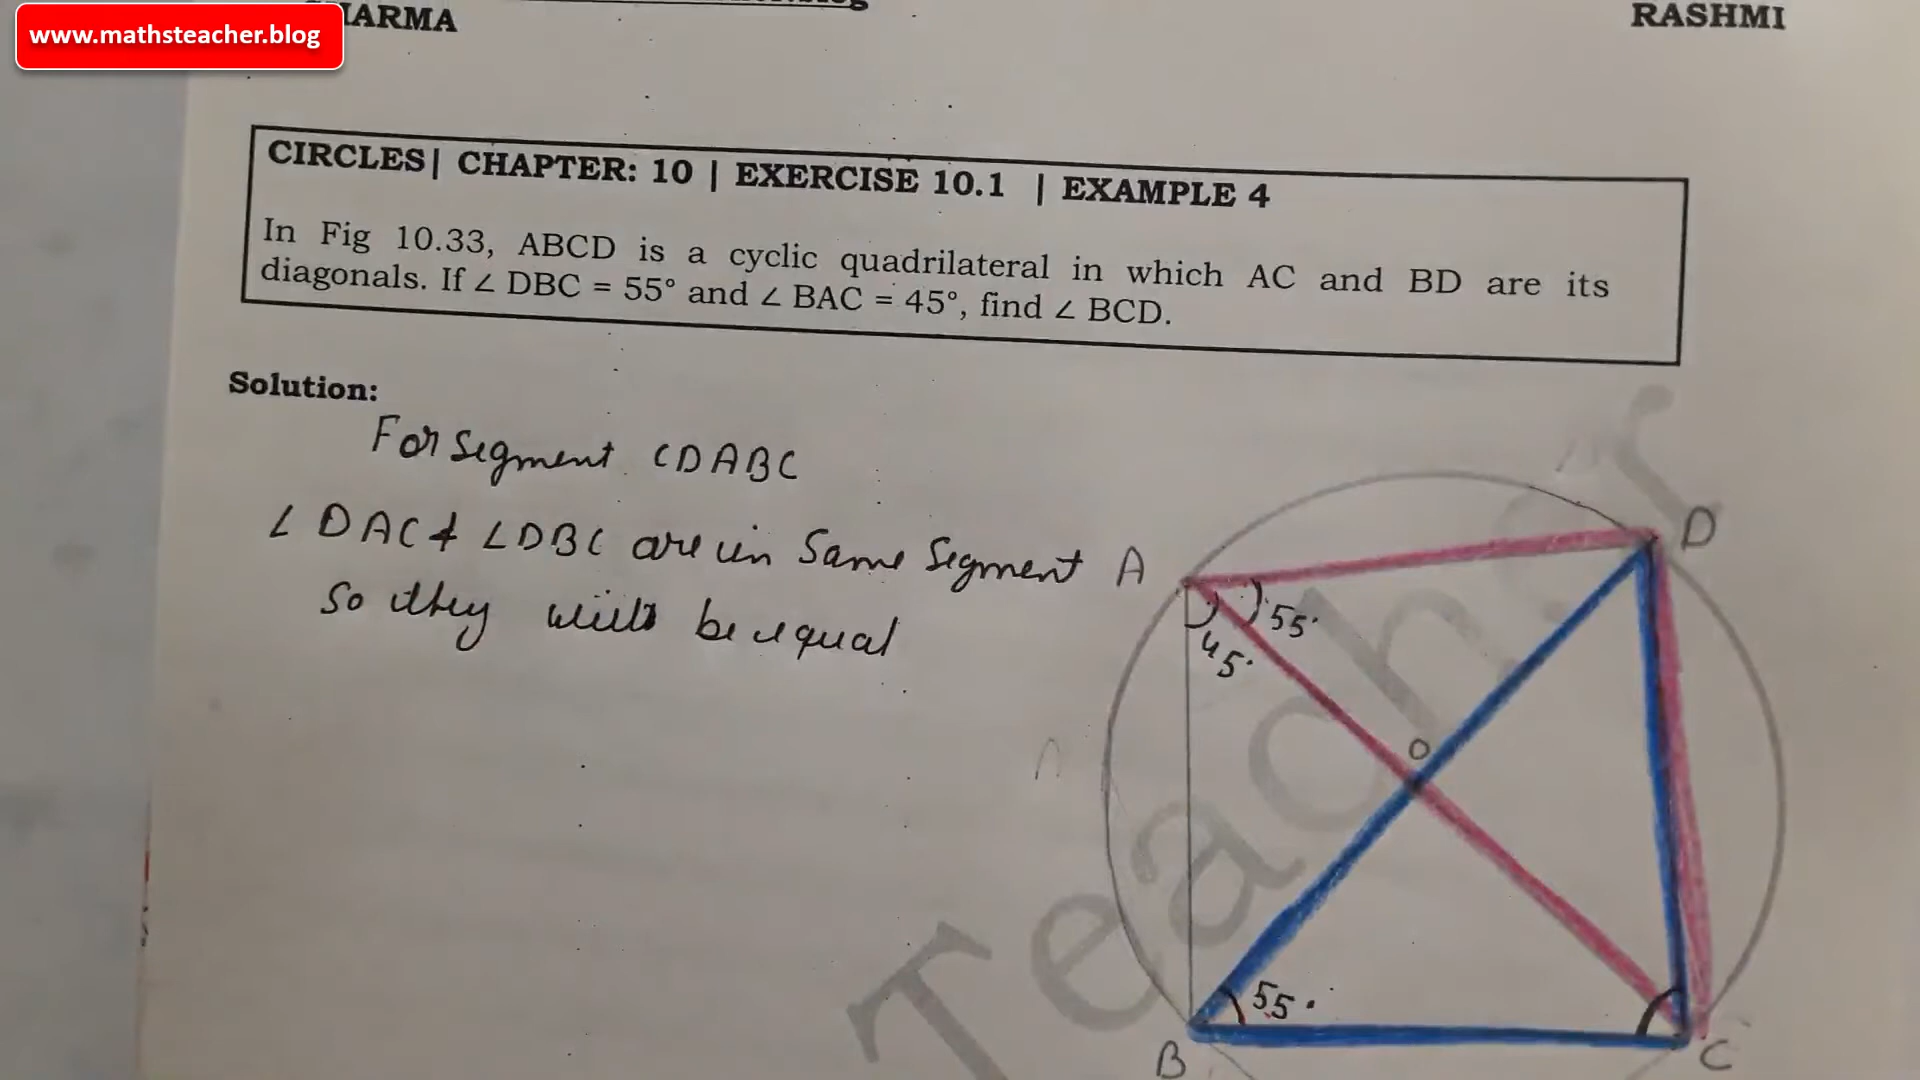 www.mathsteacher.blog
RASHMI
CIRCLES| CHAPTER: 10 | EXERCISE 10.1 | EXAMPLE 4
In Fig 10.33, ABCD is a cyclic quadrilateral in which AC and BD are its
diagonals. If ∠ DBC = 55° and ∠ BAC = 45°, find ∠ BCD.
Solution:
For segment CDABC
∠DAC & ∠DBC are in same segment
so they will be equal
A
D
55°
45°
O
55°
B
C
Teacher